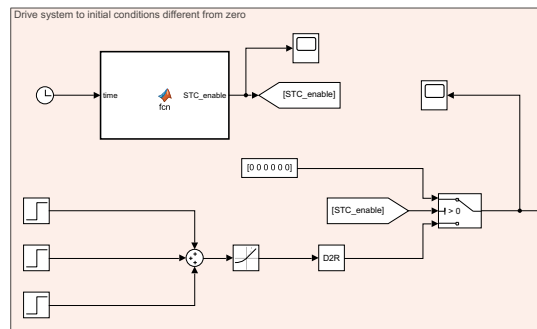 Drive system to initial conditions different from zero
time
STC_enable
fcn
[STC_enable]
[0 0 0 0 0 0]
[STC_enable]
> 0
D2R